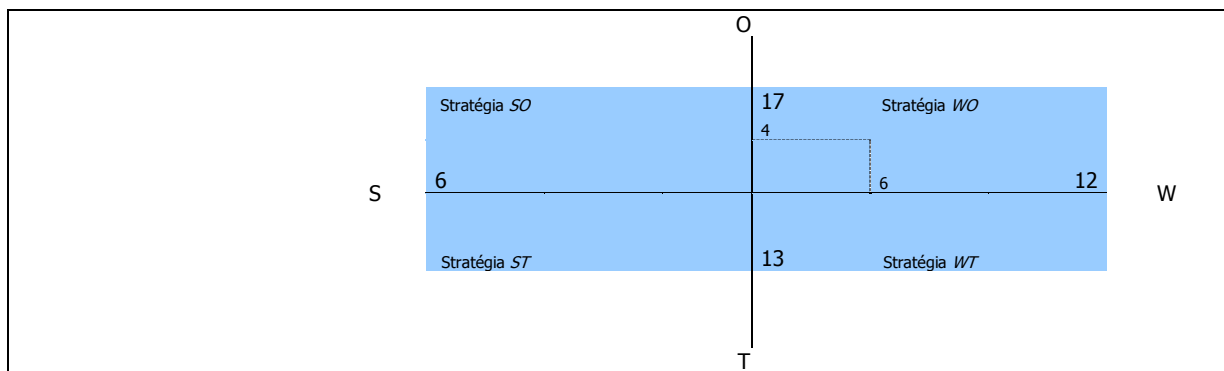 O
Stratégia SO
17
Stratégia WO
4
S
6
6
12
W
Stratégia ST
13
Stratégia WT
T